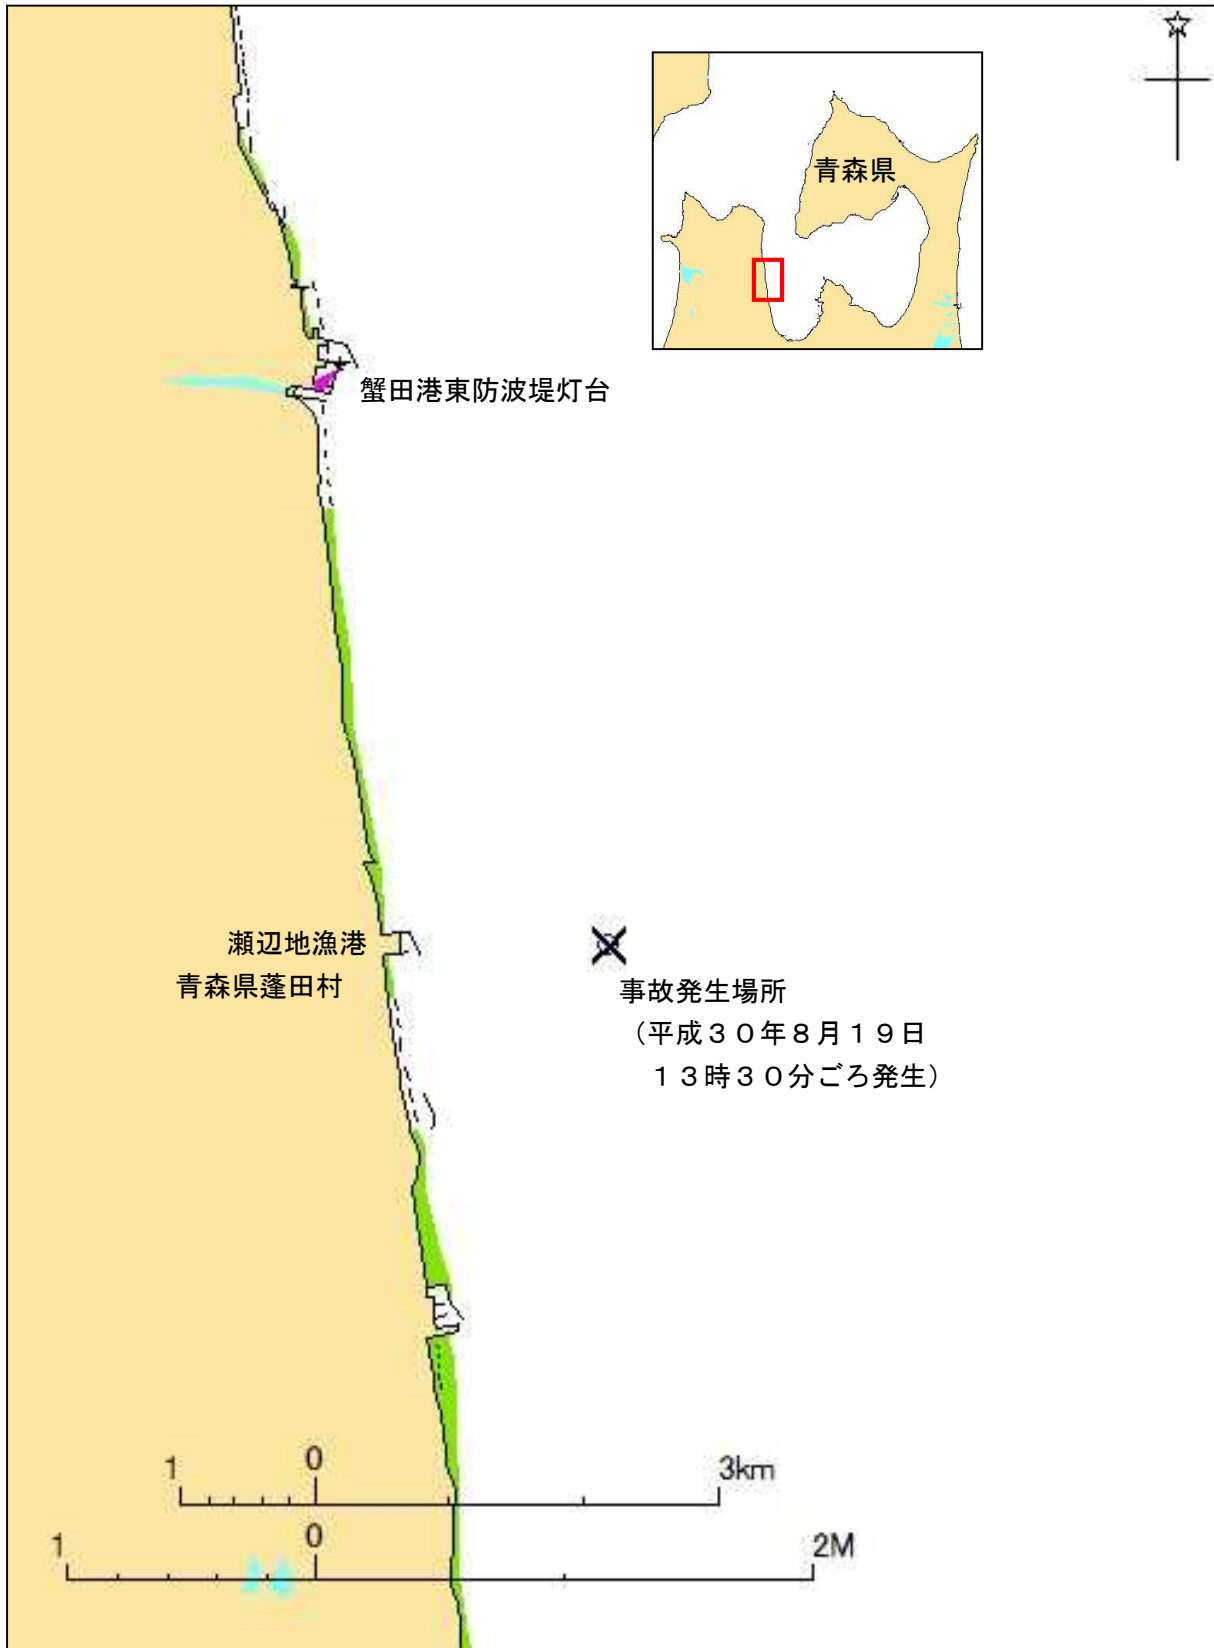 青森県
蟹田港東防波堤灯台
瀬辺地漁港
青森県蓬田村
事故発生場所
（平成３０年８月１９日
１３時３０分ごろ発生）
1 0 3km
1 0 2M